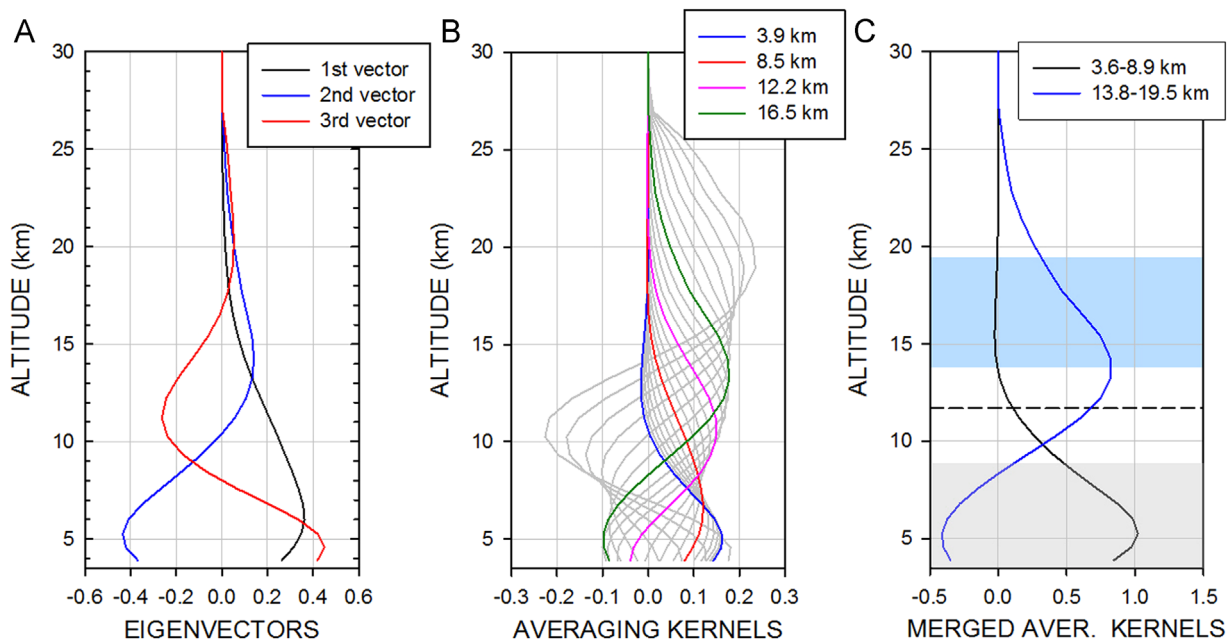 A
30
25
20
15
10
5
ALTITUDE (km)
1st vector
2nd vector
3rd vector
-0.6 -0.4 -0.2 0.0 0.2 0.4 0.6
EIGENVECTORS
B
30
25
20
15
10
5
ALTITUDE (km)
3.9 km
8.5 km
12.2 km
16.5 km
-0.3 -0.2 -0.1 0.0 0.1 0.2 0.3
AVERAGING KERNELS
C
30
25
20
15
10
5
ALTITUDE (km)
3.6-8.9 km
13.8-19.5 km
-0.5 0.0 0.5 1.0 1.5
MERGED AVER. KERNELS